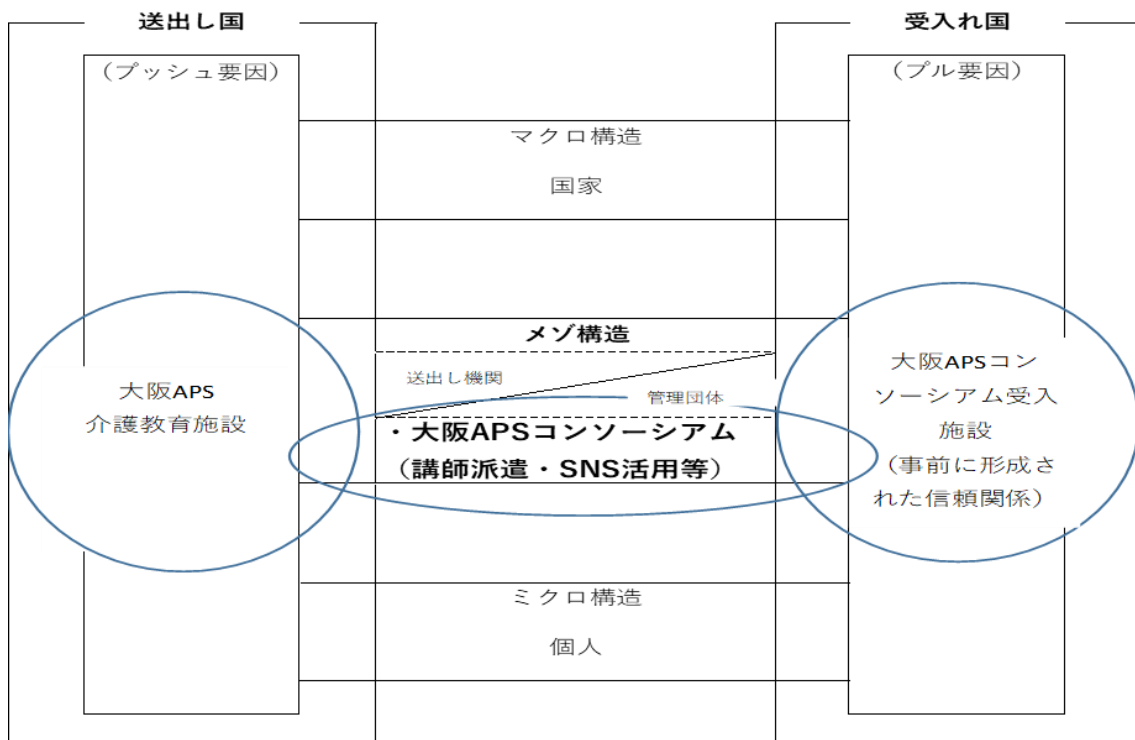 送出し国
受入れ国
（プッシュ要因）
（プル要因）
マクロ構造
国家
メゾ構造
送出し機関
管理団体
・大阪APSコンソーシアム
（講師派遣・SNS活用等）
大阪APS
介護教育施設
大阪APSコン
ソーシアム受入
施設
（事前に形成さ
れた信頼関係）
ミクロ構造
個人